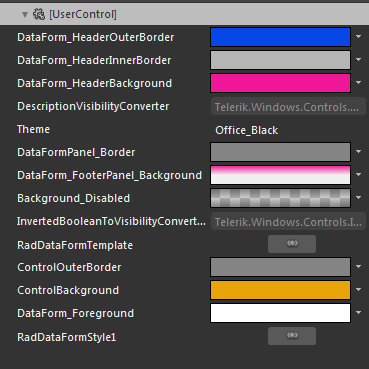 [UserControl]
DataForm_HeaderOuterBorder
DataForm_HeaderInnerBorder
DataForm_HeaderBackground
DescriptionVisibilityConverter Telerik.Windows.Controls....
Theme Office_Black
DataFormPanel_Border
DataForm_FooterPanel_Background
Background_Disabled
InvertedBooleanToVisibilityConvert... Telerik.Windows.Controls.I...
RadDataFormTemplate
ControlOuterBorder
ControlBackground
DataForm_Foreground
RadDataFormStyle1